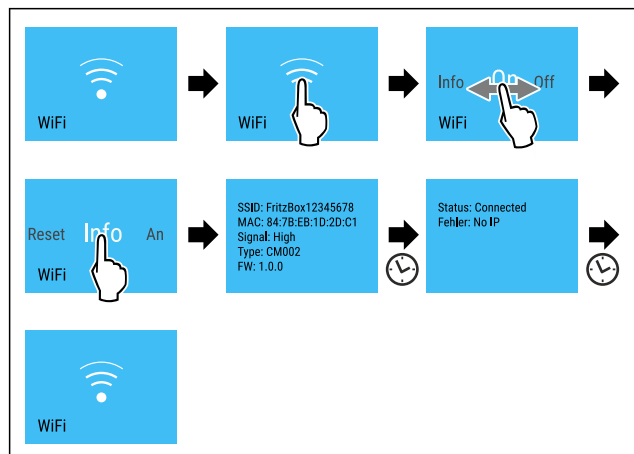 WiFi
WiFi
Info On Off
WiFi
Reset Info An
WiFi
SSID: FritzBox12345678
MAC: 84:7B:EB:1D:2D:C1
Signal: High
Type: CM002
FW: 1.0.0
Status: Connected
Fehler: No IP
WiFi